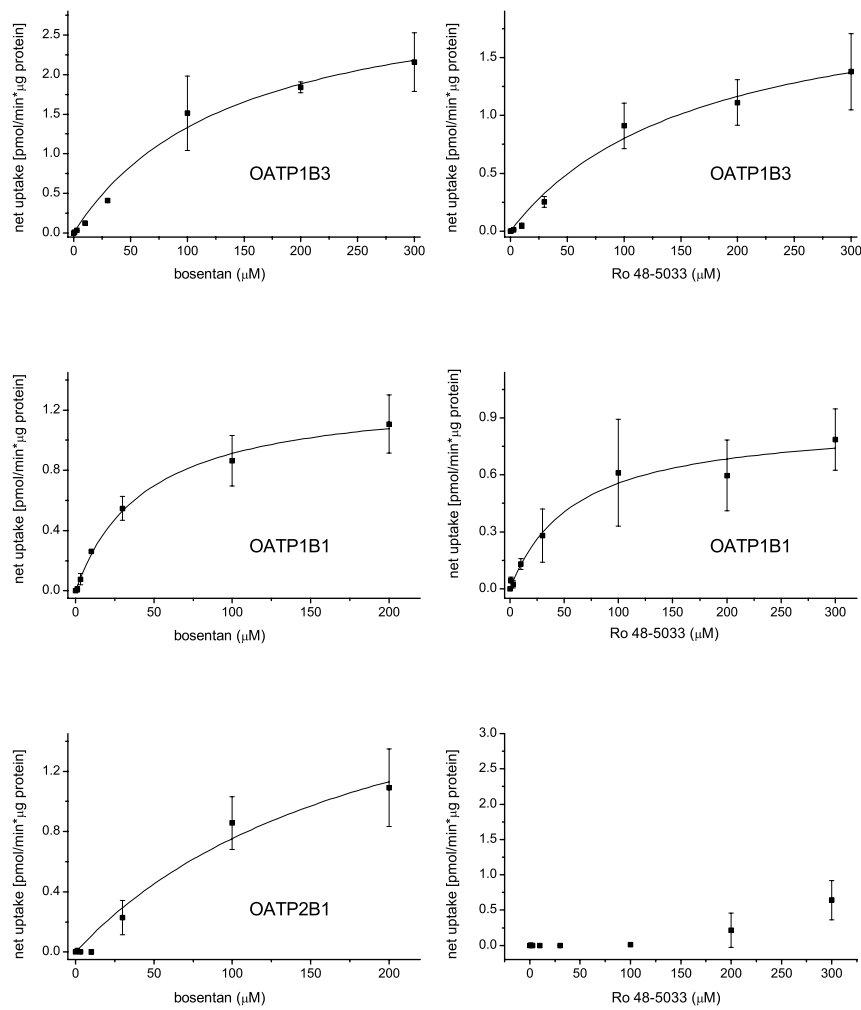 net uptake [pmol/min*μg protein]
2.5
2.0
1.5
1.0
0.5
0.0
OATP1B3
0 50 100 150 200 250 300
bosentan (μM)
net uptake [pmol/min*μg protein]
1.5
1.0
0.5
0.0
OATP1B3
0 50 100 150 200 250 300
Ro 48-5033 (μM)
net uptake [pmol/min*μg protein]
1.2
0.8
0.4
0.0
OATP1B1
0 50 100 150 200
bosentan (μM)
net uptake [pmol/min*μg protein]
0.9
0.6
0.3
0.0
OATP1B1
0 50 100 150 200 250 300
Ro 48-5033 (μM)
net uptake [pmol/min*μg protein]
1.2
0.8
0.4
0.0
OATP2B1
0 50 100 150 200
bosentan (μM)
net uptake [pmol/min*μg protein]
3.0
2.5
2.0
1.5
1.0
0.5
0.0
0 50 100 150 200 250 300
Ro 48-5033 (μM)